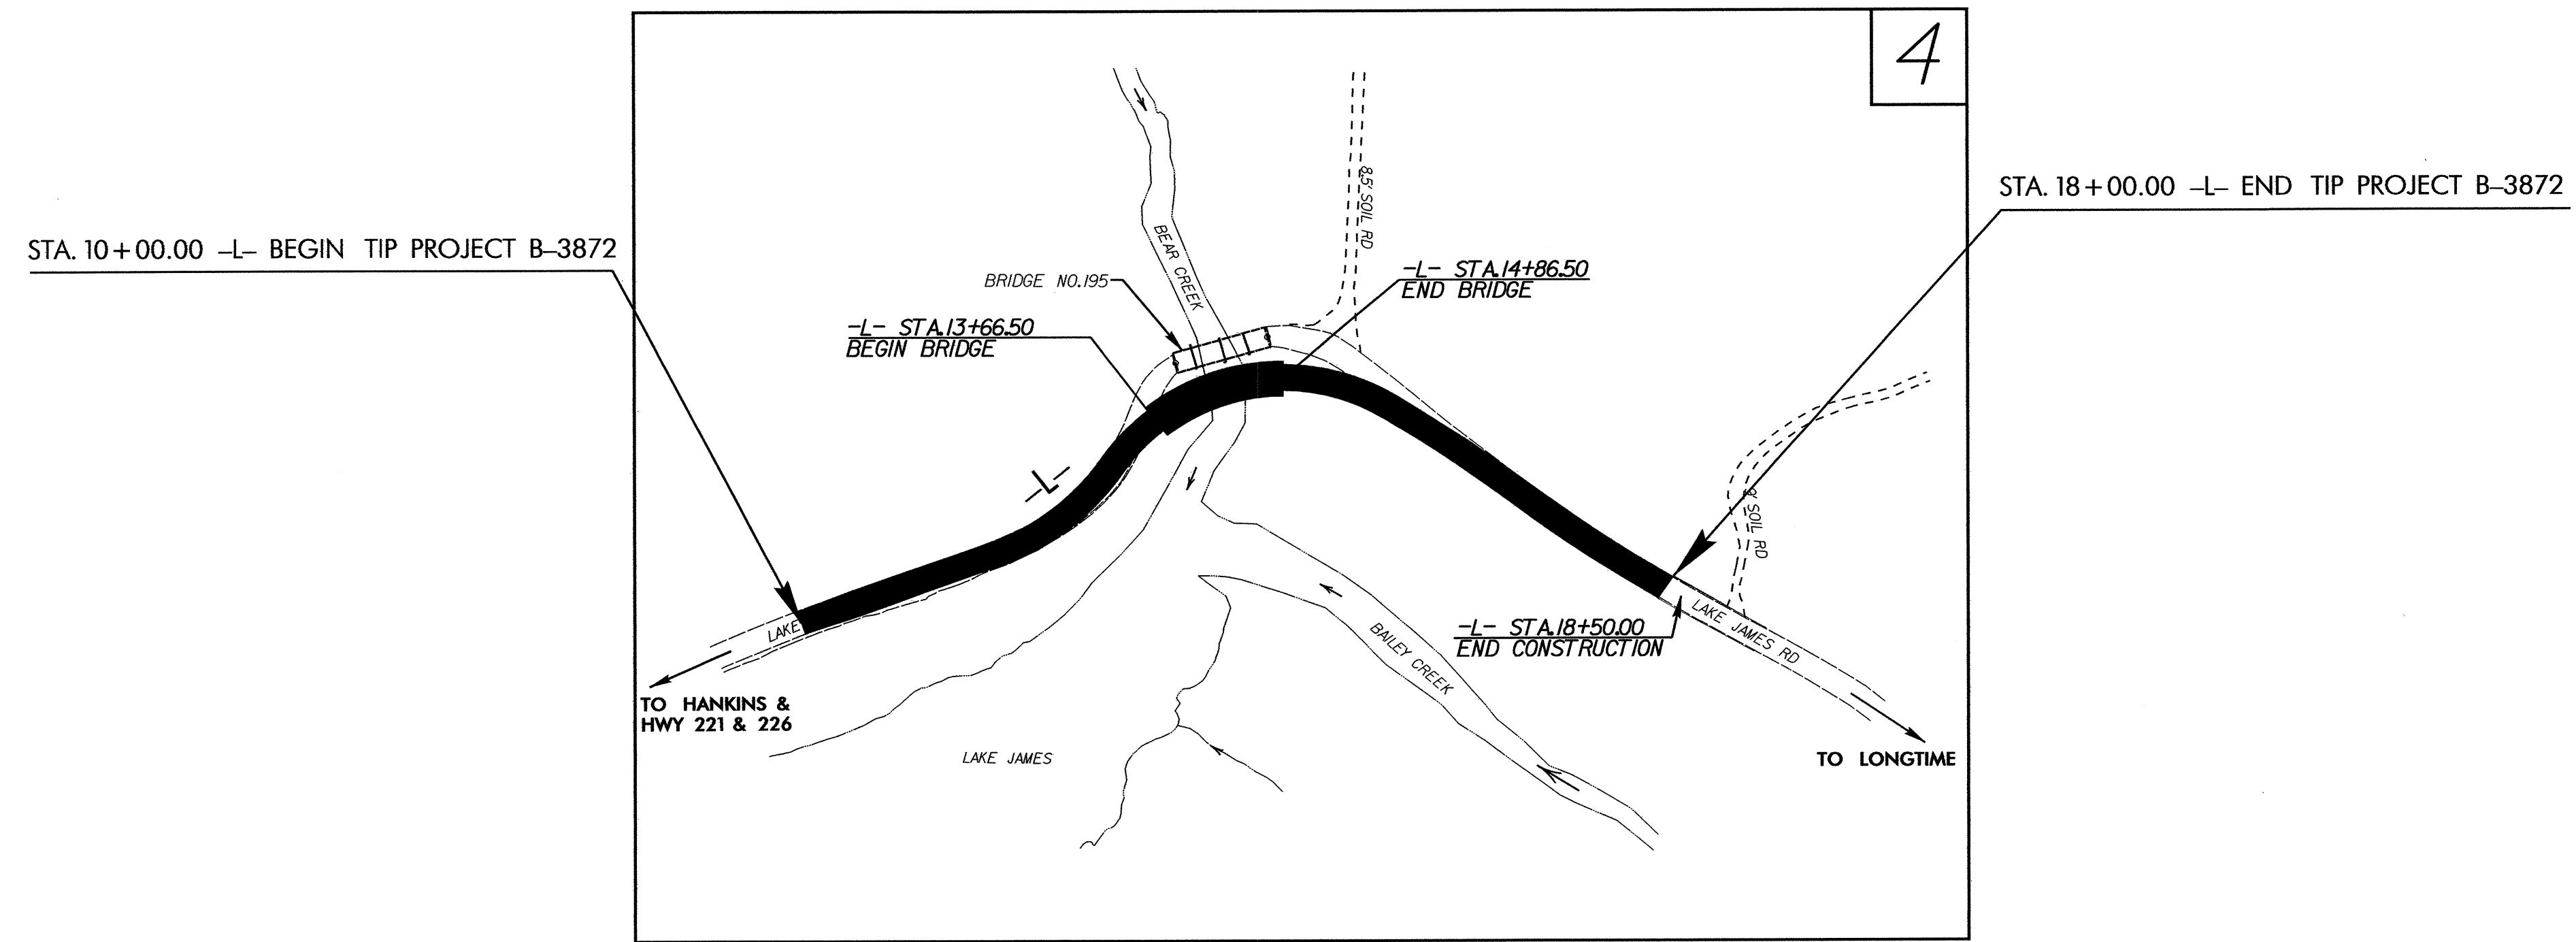 4
STA. 10+00.00 -L- BEGIN TIP PROJECT B-3872
STA. 18+00.00 -L- END TIP PROJECT B-3872
8.5' SOIL RD
BEAR CREEK
BRIDGE NO. 195
-L- STA. 14+86.50
END BRIDGE
-L- STA. 13+66.50
BEGIN BRIDGE
-L-
SOIL RD
LAKE
LAKE JAMES RD
-L- STA. 18+50.00
END CONSTRUCTION
BAILEY CREEK
TO HANKINS &
HWY 221 & 226
LAKE JAMES
TO LONGTIME